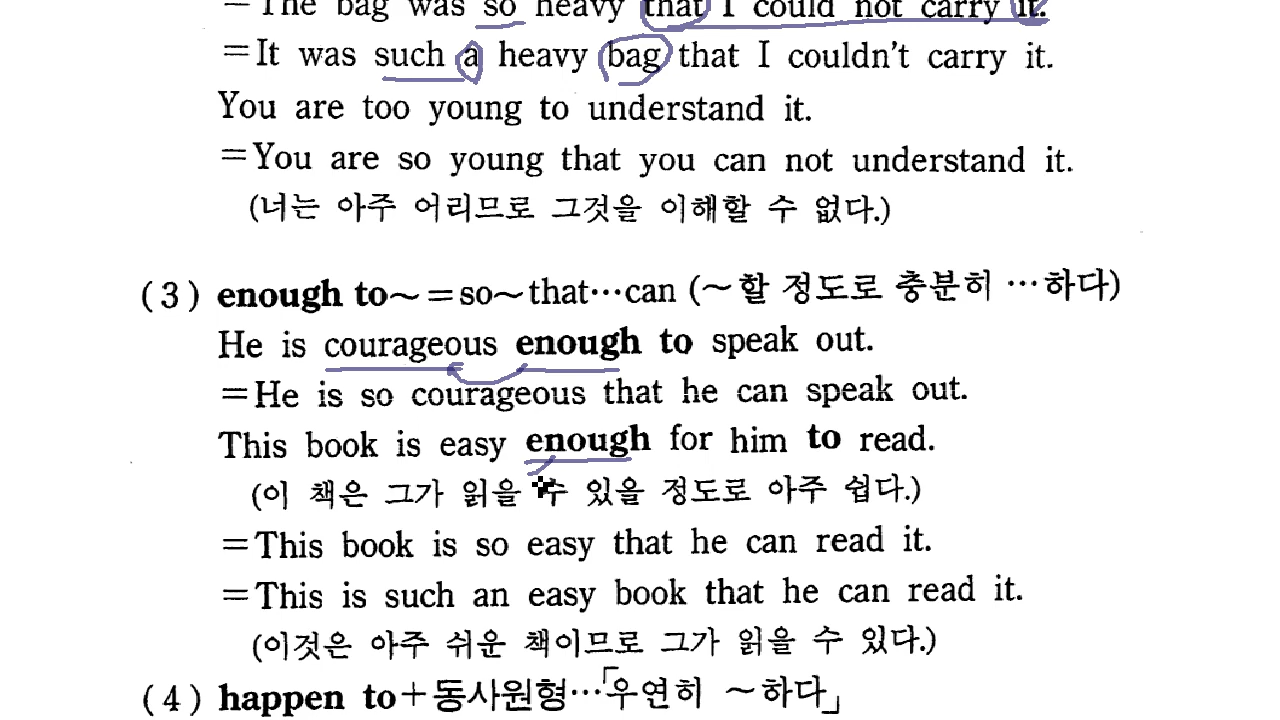 = The bag was so heavy that I could not carry it.
=It was such a heavy bag that I couldn't carry it.
You are too young to understand it.
=You are so young that you can not understand it.
(너는 아주 어리므로 그것을 이해할 수 없다.)
(3) enough to～=so～that…can (～할 정도로 충분히 …하다)
He is courageous enough to speak out.
=He is so courageous that he can speak out.
This book is easy enough for him to read.
(이 책은 그가 읽을 수 있을 정도로 아주 쉽다.)
=This book is so easy that he can read it.
=This is such an easy book that he can read it.
(이것은 아주 쉬운 책이므로 그가 읽을 수 있다.)
(4) happen to+동사원형…「우연히 ～하다」